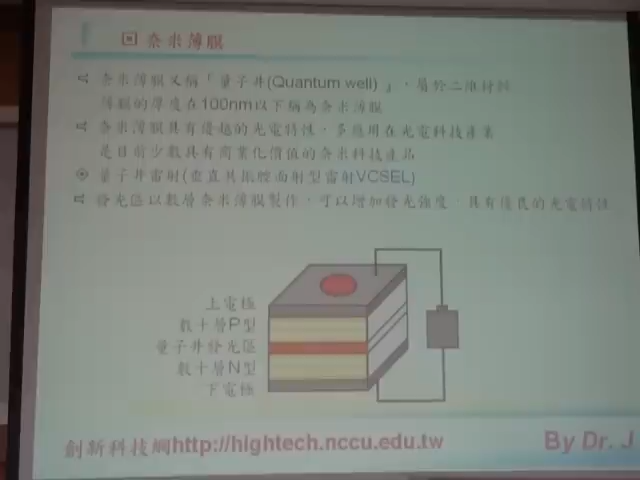 奈米薄膜
奈米薄膜又稱「量子井(Quantum well)」，屬於二維材料
薄膜的厚度在100nm以下稱為奈米薄膜
奈米薄膜具有優越的光電特性，多應用在光電科技產業
是目前少數具有商業化價值的奈米科技產品
量子井雷射(垂直共振腔面射型雷射VCSEL)
發光區以數層奈米薄膜製作，可以增加發光強度，具有優良的光電特性
上電極
數十層P型
量子井發光區
數十層N型
下電極
創新科技網http://hightech.nccu.edu.tw
By Dr. J